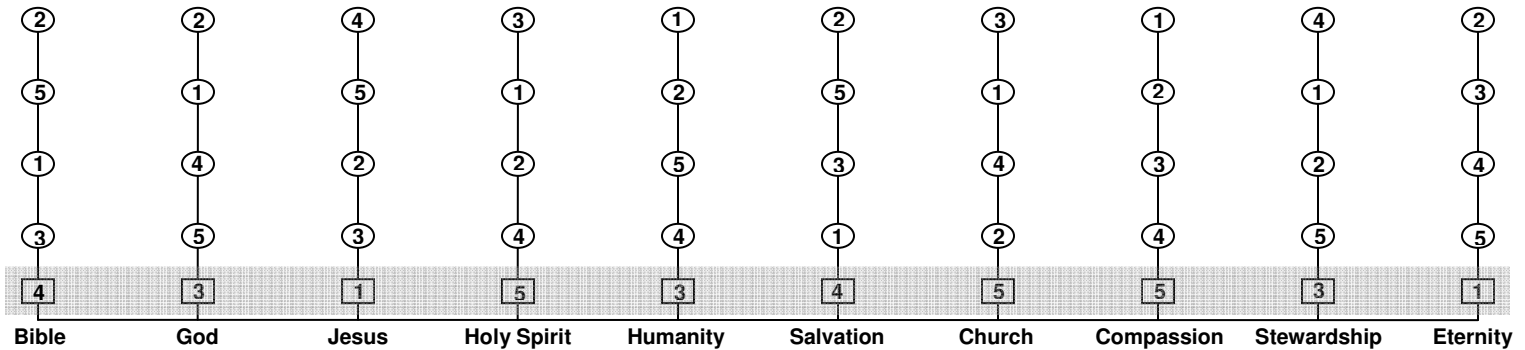 2 2 4 3 1 2 3 1 4 2
5 1 5 1 2 5 1 2 1 3
1 4 2 2 5 3 4 3 2 4
3 5 3 4 4 1 2 4 5 5
4 3 1 5 3 4 5 5 3 1
Bible God Jesus Holy Spirit Humanity Salvation Church Compassion Stewardship Eternity